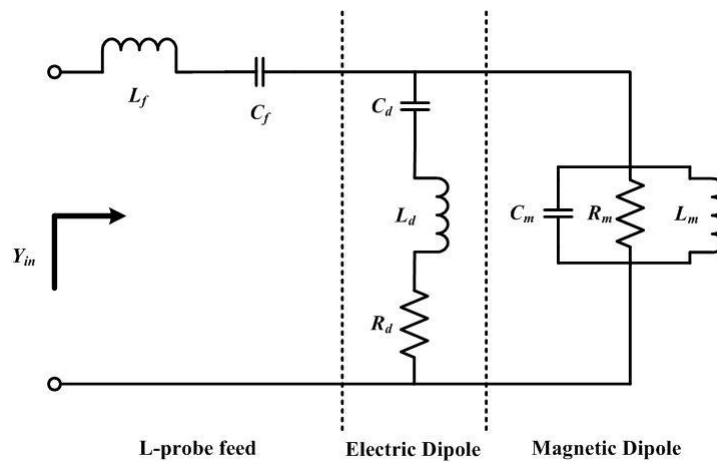 L_f
C_f
C_d
L_d
R_d
C_m
R_m
L_m
Y_in
L-probe feed
Electric Dipole
Magnetic Dipole